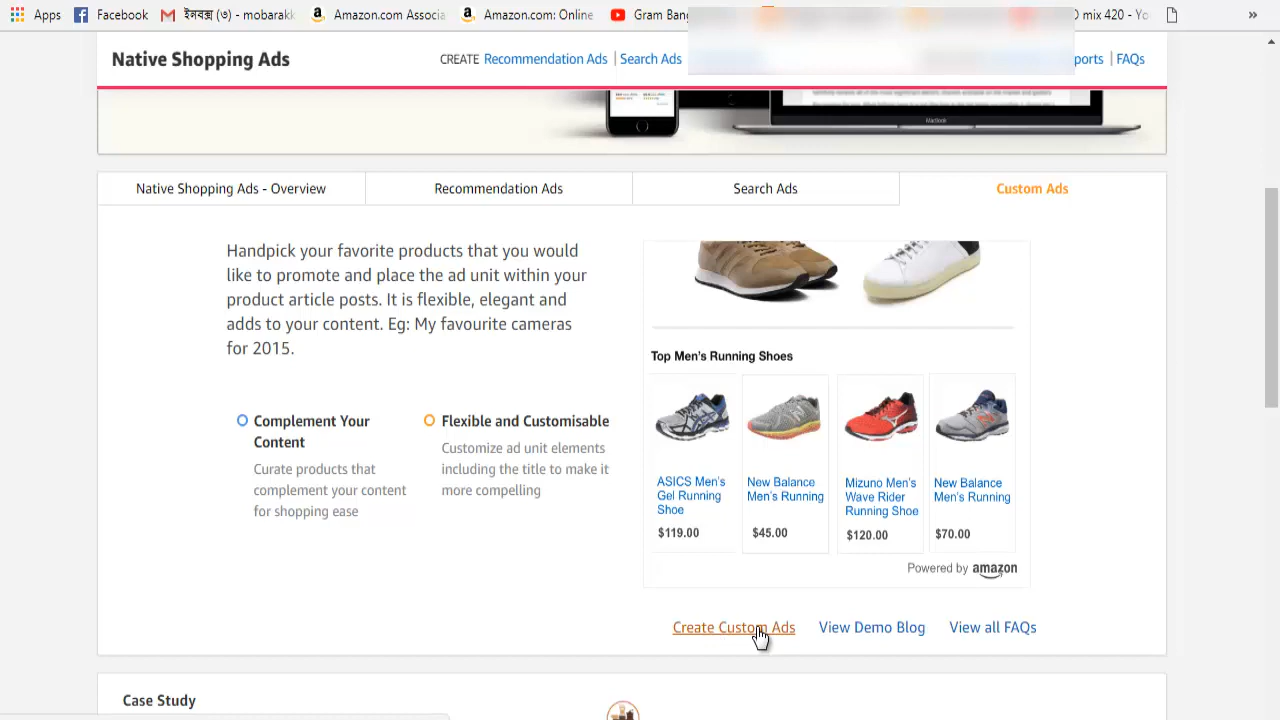 Apps Facebook ইনবক্স (৩) - mobarakk Amazon.com Associa Amazon.com: Online Gram Bang mix 420 - Yo »
Native Shopping Ads CREATE Recommendation Ads | Search Ads ports | FAQs
MacBook
Native Shopping Ads - Overview
Recommendation Ads
Search Ads
Custom Ads
Handpick your favorite products that you would
like to promote and place the ad unit within your
product article posts. It is flexible, elegant and
adds to your content. Eg: My favourite cameras
for 2015.
Complement Your
Content
Curate products that
complement your content
for shopping ease
Flexible and Customisable
Customize ad unit elements
including the title to make it
more compelling
Top Men's Running Shoes
ASICS Men's
Gel Running
Shoe
$119.00
New Balance
Men's Running
$45.00
Mizuno Men's
Wave Rider
Running Shoe
$120.00
New Balance
Men's Running
$70.00
Powered by amazon
Create Custom Ads View Demo Blog View all FAQs
Case Study